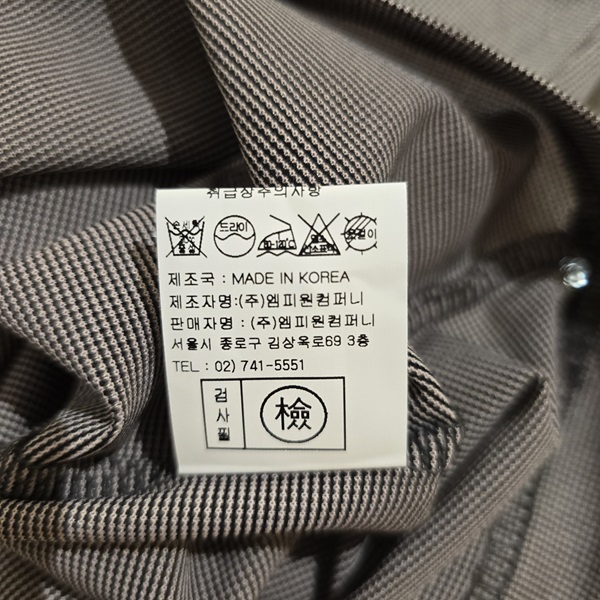 취급상주의사항
드라이
제조국 : MADE IN KOREA
제조자명:(주)엠피원컴퍼니
판매자명 : (주)엠피원컴퍼니
서울시 종로구 김상옥로69 3층
TEL : 02) 741-5551
검사필 檢